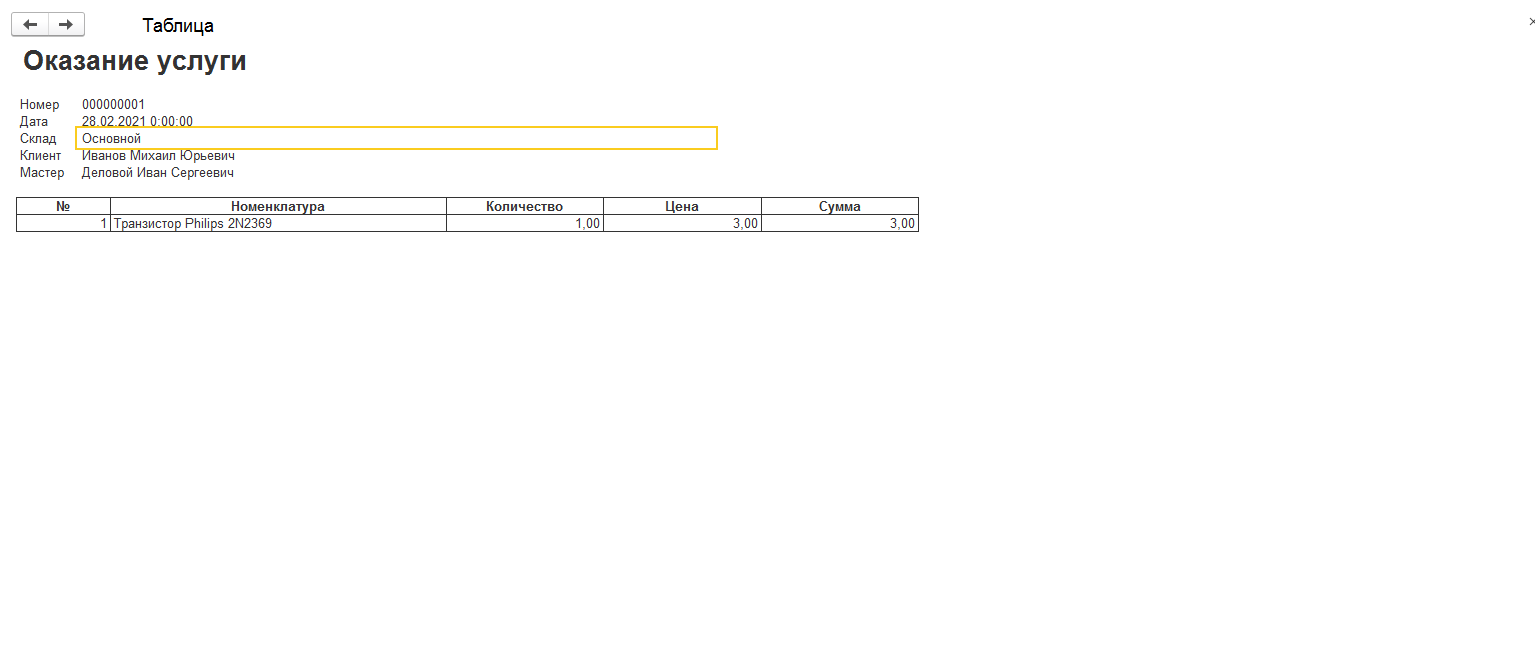 Таблица
Оказание услуги
Номер 000000001
Дата 28.02.2021 0:00:00
Склад Основной
Клиент Иванов Михаил Юрьевич
Мастер Деловой Иван Сергеевич
№ Номенклатура Количество Цена Сумма
1 Транзистор Philips 2N2369 1,00 3,00 3,00